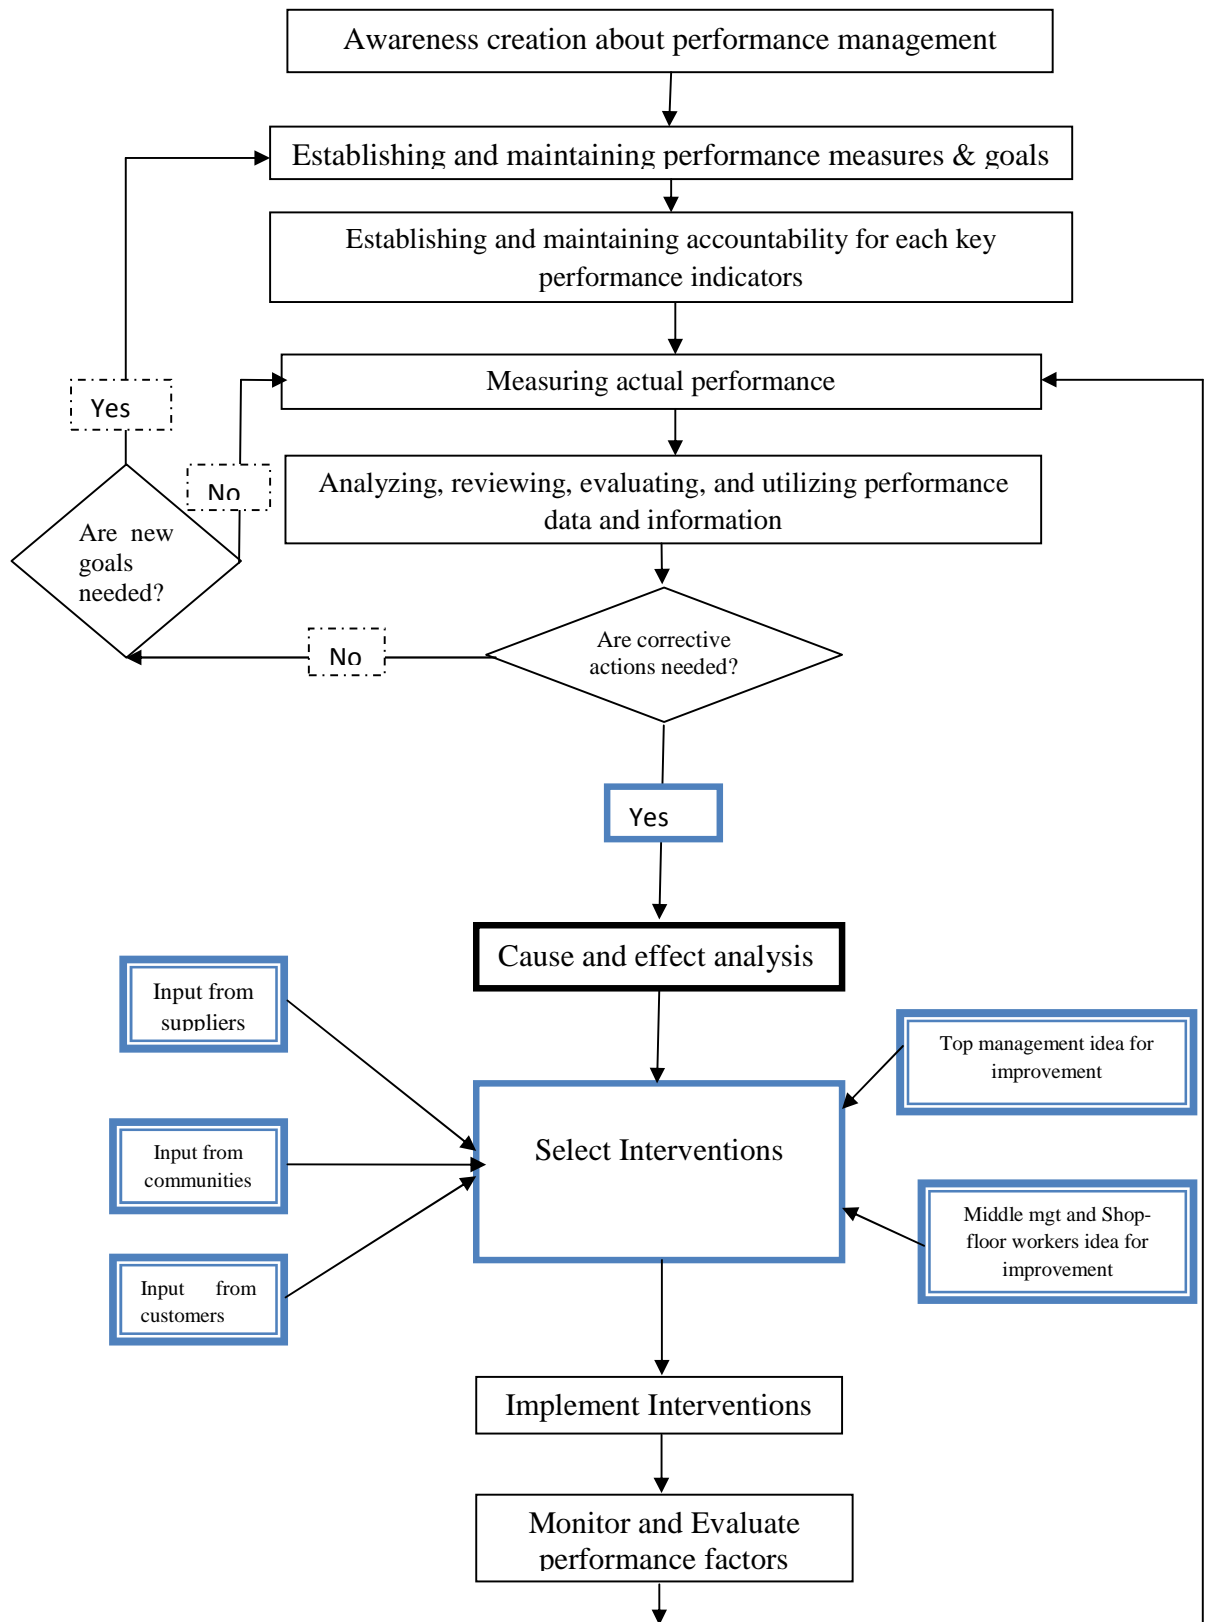 Awareness creation about performance management
Establishing and maintaining performance measures & goals
Establishing and maintaining accountability for each key
performance indicators
Measuring actual performance
Yes
No
Analyzing, reviewing, evaluating, and utilizing performance
data and information
Are new
goals
needed?
No
Are corrective
actions needed?
Yes
Cause and effect analysis
Input from
suppliers
Top management idea for
improvement
Select Interventions
Input from
communities
Middle mgt and Shop-
floor workers idea for
improvement
Input from
customers
Implement Interventions
Monitor and Evaluate
performance factors